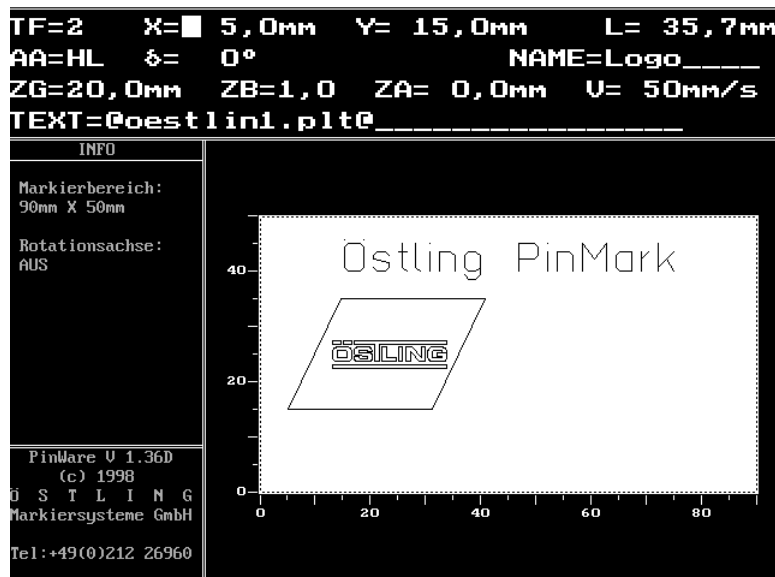 TF=2 X= 5,0mm Y= 15,0mm L= 35,7mm
AA=HL δ= 0° NAME=Logo____
ZG=20,0mm ZB=1,0 ZA= 0,0mm V= 50mm/s
TEXT=@oestlin1.plt@_________________
INFO
Markierbereich:
90mm X 50mm
Rotationsachse:
AUS
PinWare V 1.36D
(c) 1998
Ö S T L I N G
Markiersysteme GmbH
Tel:+49(0)212 26960
Östling PinMark
ÖSTLING
40
20
0
0 20 40 60 80